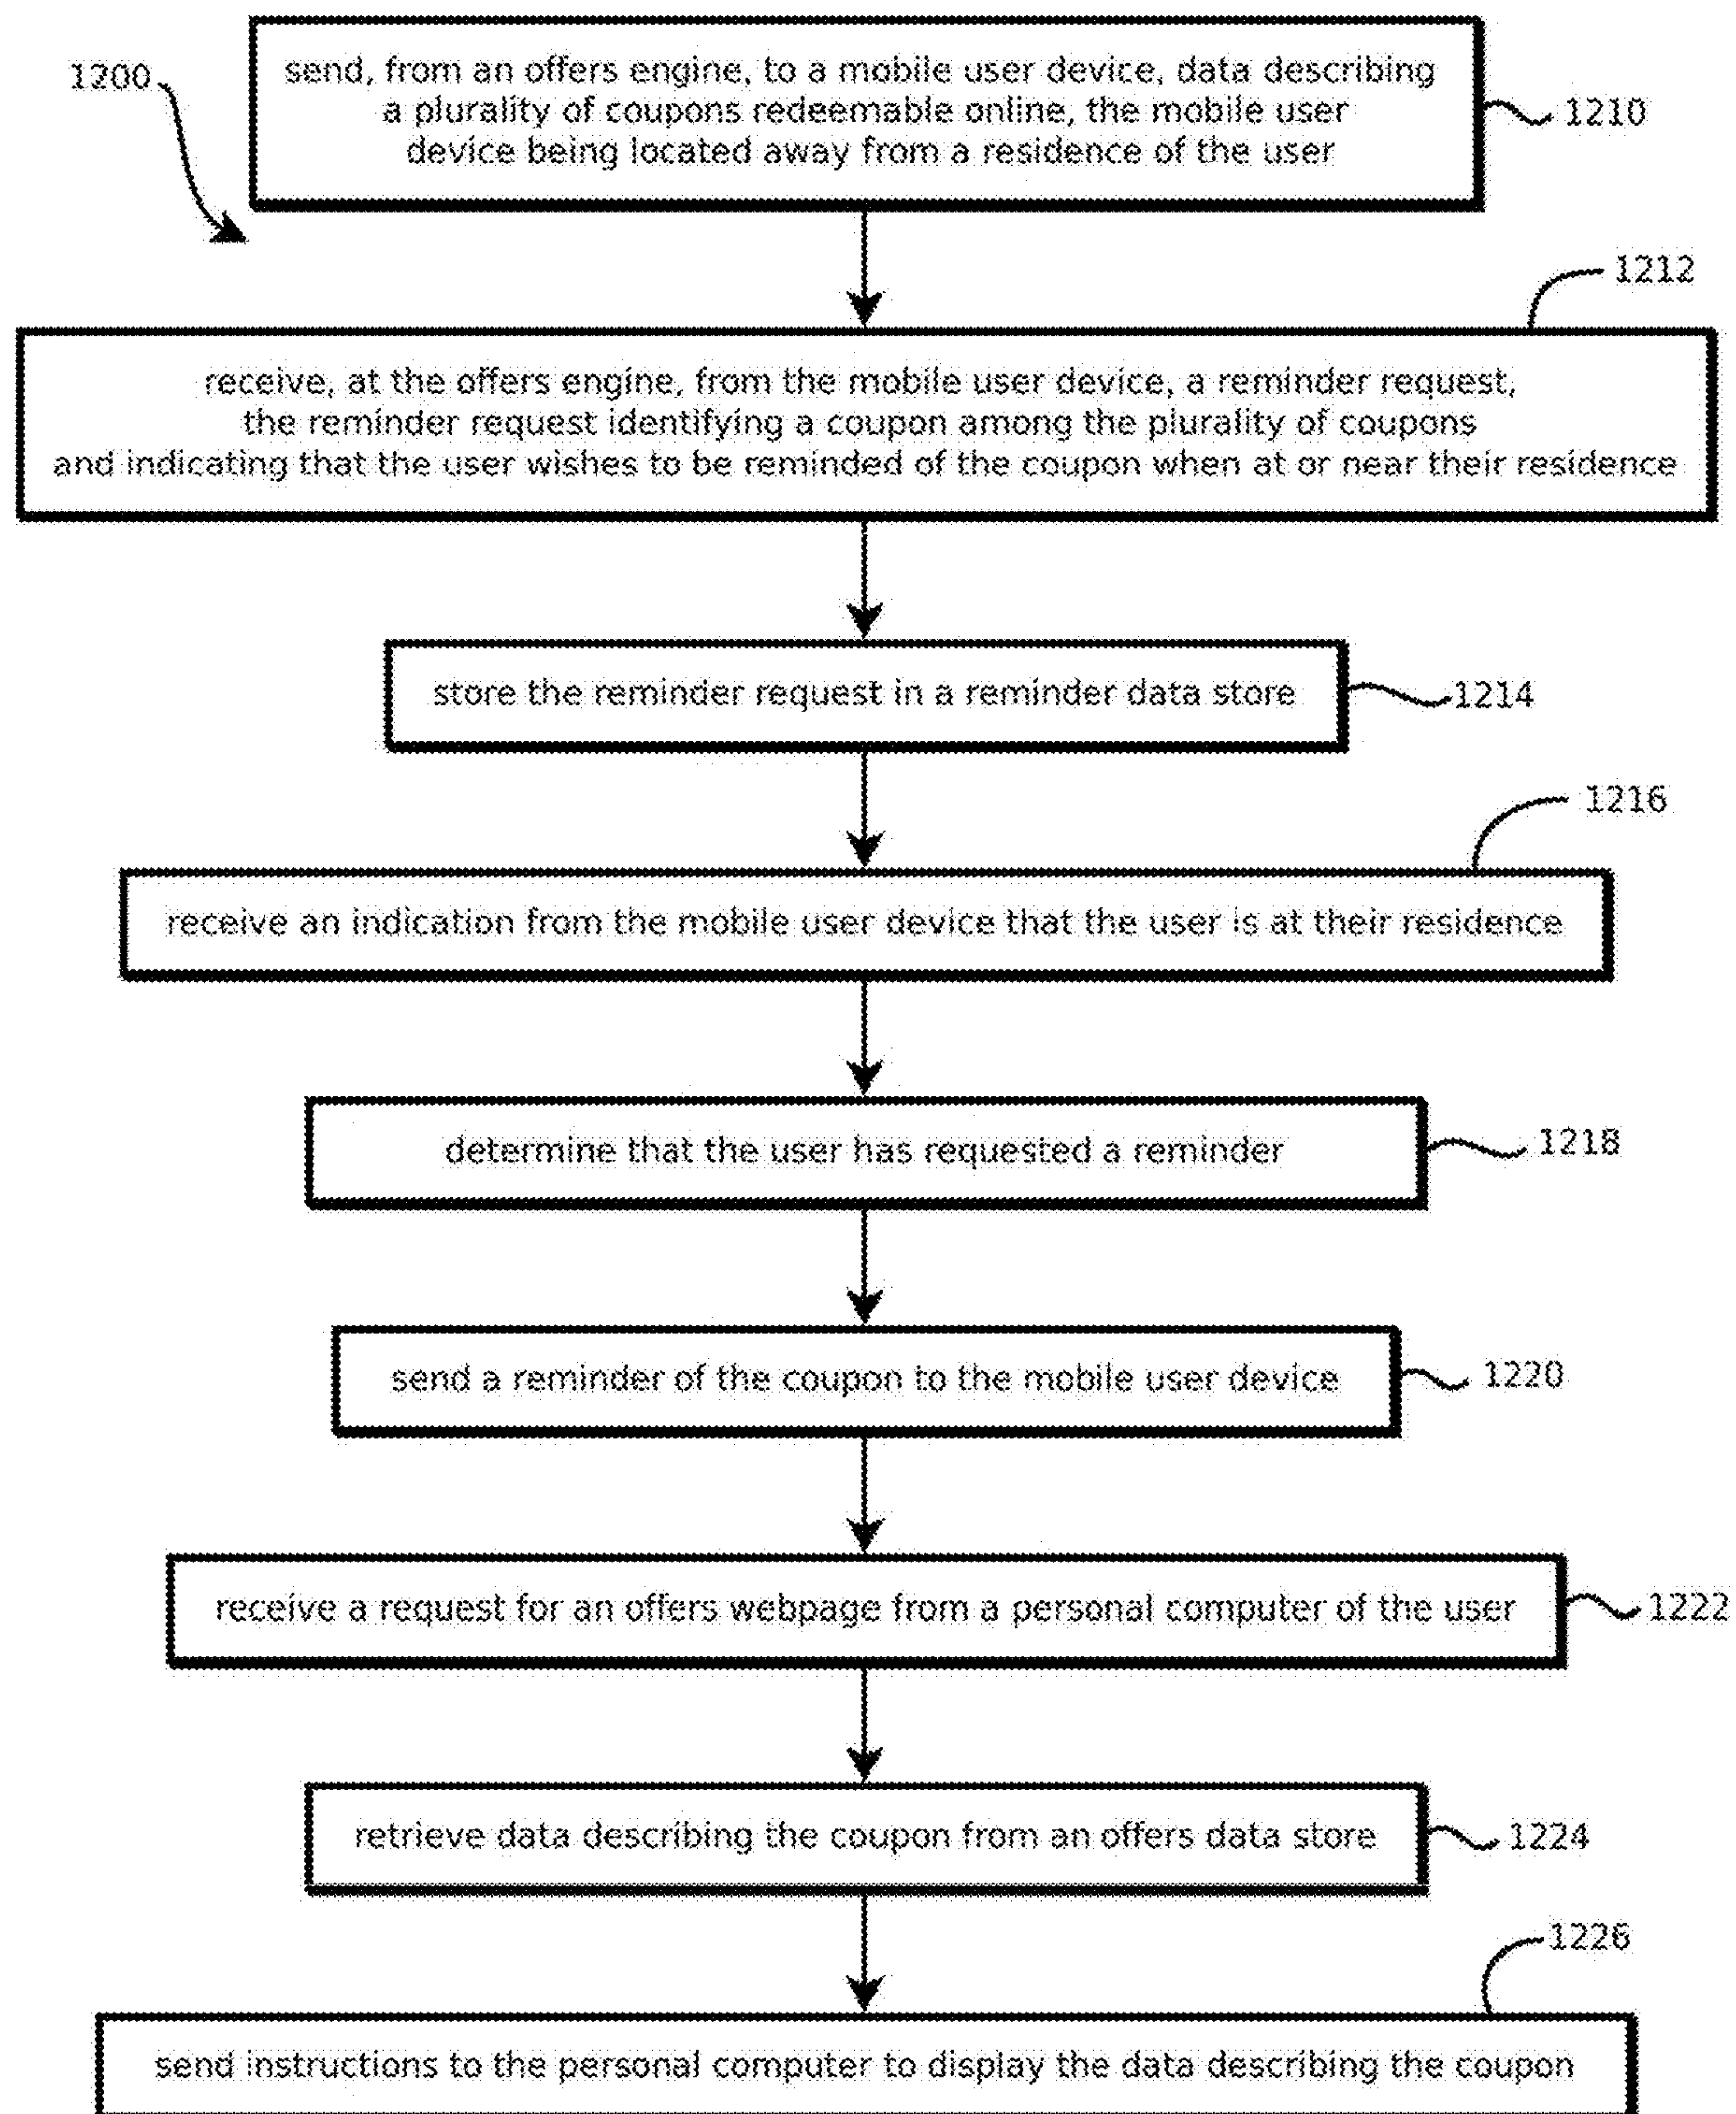 1200
send, from an offers engine, to a mobile user device, data describing
a plurality of coupons redeemable online, the mobile user
device being located away from a residence of the user
1210
1212
receive, at the offers engine, from the mobile user device, a reminder request,
the reminder request identifying a coupon among the plurality of coupons
and indicating that the user wishes to be reminded of the coupon when at or near their residence
store the reminder request in a reminder data store
1214
1216
receive an indication from the mobile user device that the user is at their residence
determine that the user has requested a reminder
1218
send a reminder of the coupon to the mobile user device
1220
receive a request for an offers webpage from a personal computer of the user
1222
retrieve data describing the coupon from an offers data store
1224
1226
send instructions to the personal computer to display the data describing the coupon